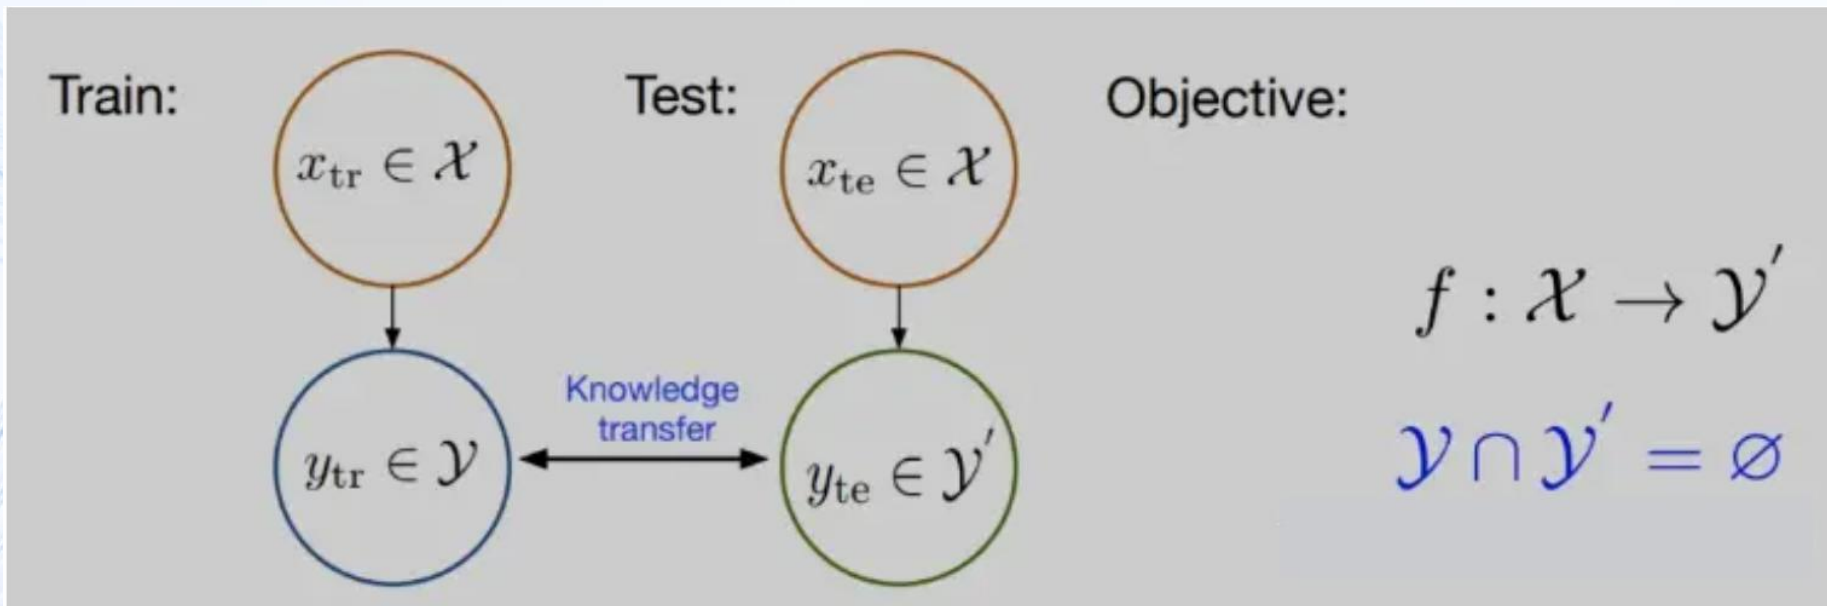 Train:
Test:
Objective:
x_tr ∈ 𝒳
x_te ∈ 𝒳
f : 𝒳 → 𝒴′
Knowledge
transfer
y_tr ∈ 𝒴
y_te ∈ 𝒴′
𝒴 ∩ 𝒴′ = ∅